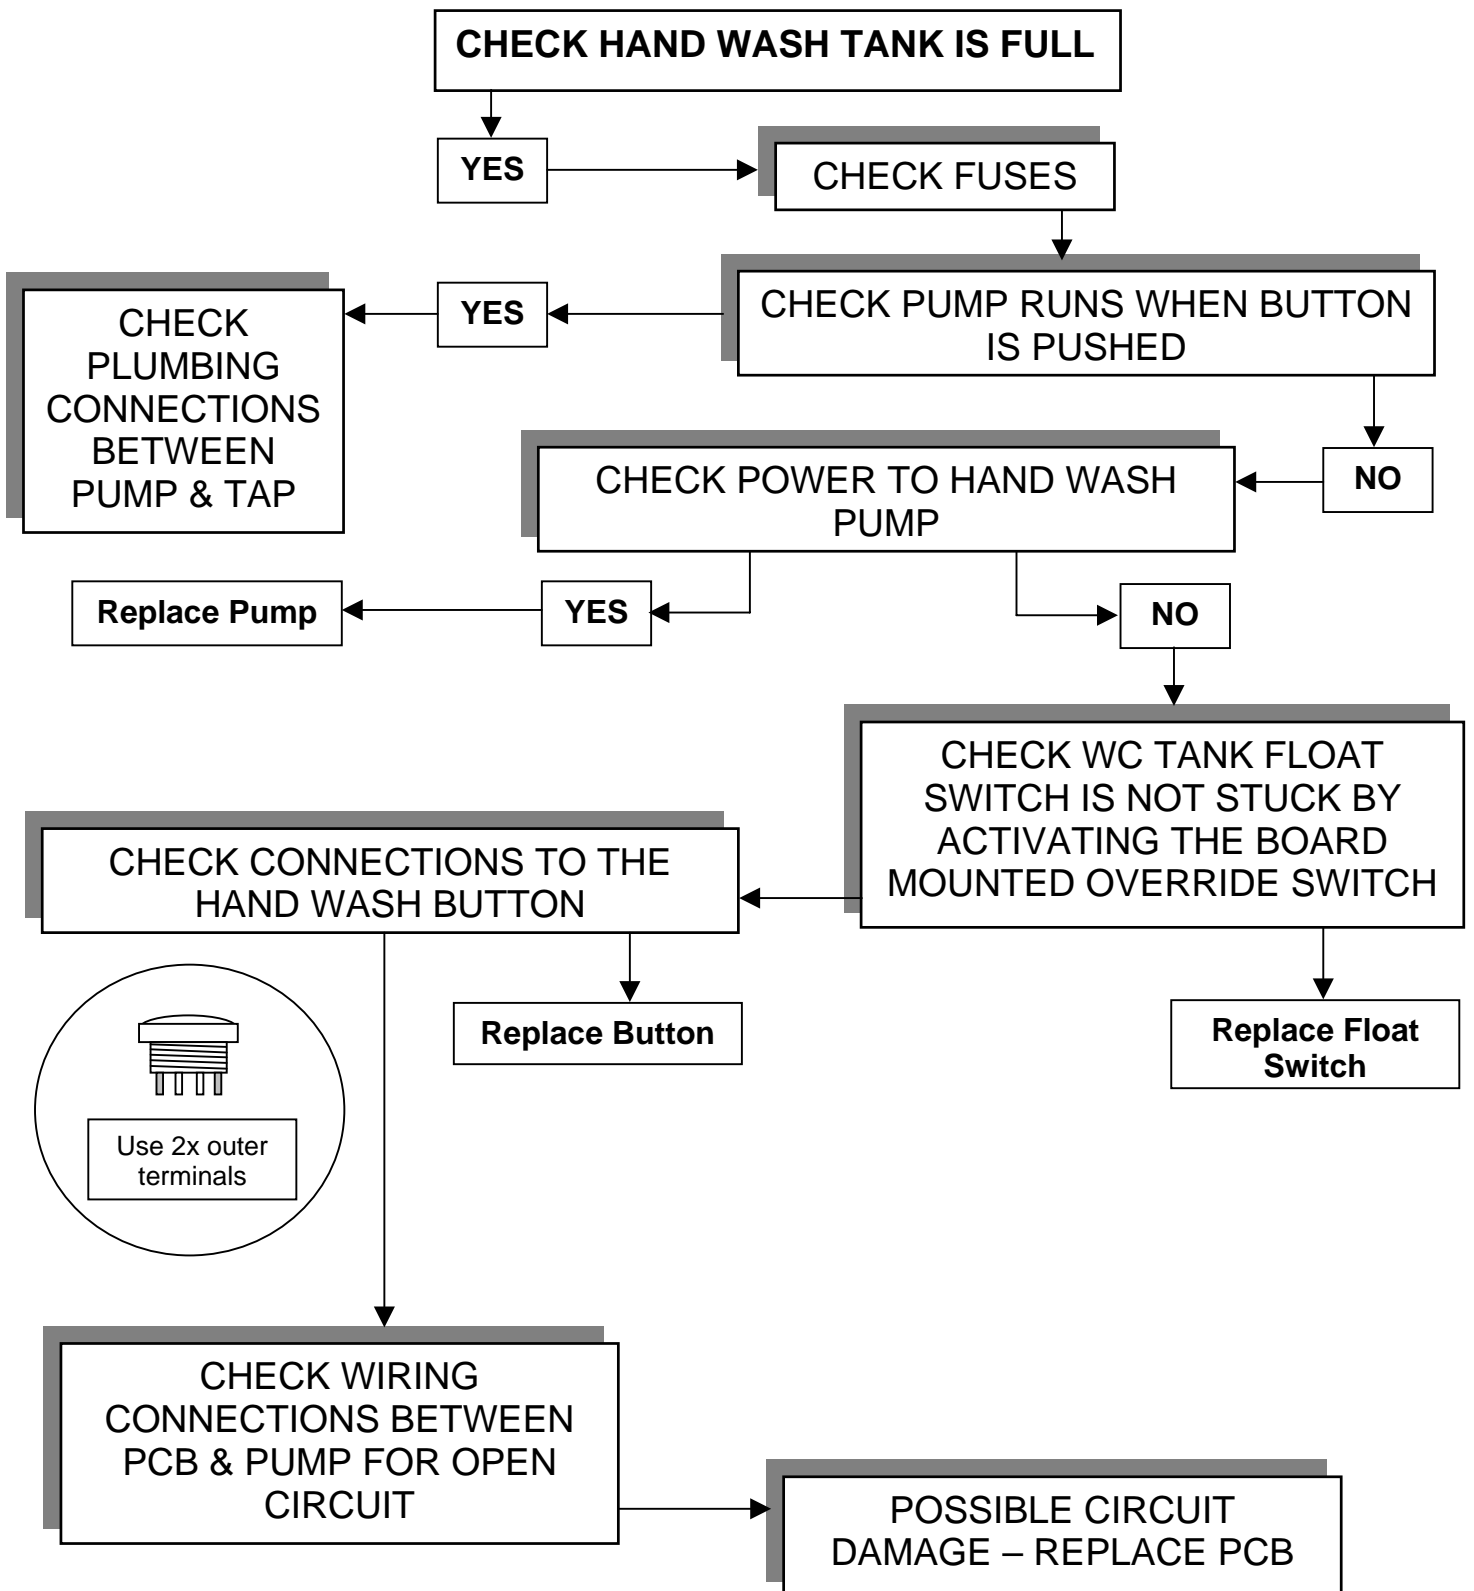 CHECK HAND WASH TANK IS FULL
YES
CHECK FUSES
CHECK PUMP RUNS WHEN BUTTON
IS PUSHED
YES
CHECK
PLUMBING
CONNECTIONS
BETWEEN
PUMP & TAP
NO
CHECK POWER TO HAND WASH
PUMP
YES
Replace Pump
NO
CHECK WC TANK FLOAT
SWITCH IS NOT STUCK BY
ACTIVATING THE BOARD
MOUNTED OVERRIDE SWITCH
CHECK CONNECTIONS TO THE
HAND WASH BUTTON
Replace Button
Replace Float
Switch
Use 2x outer
terminals
CHECK WIRING
CONNECTIONS BETWEEN
PCB & PUMP FOR OPEN
CIRCUIT
POSSIBLE CIRCUIT
DAMAGE – REPLACE PCB